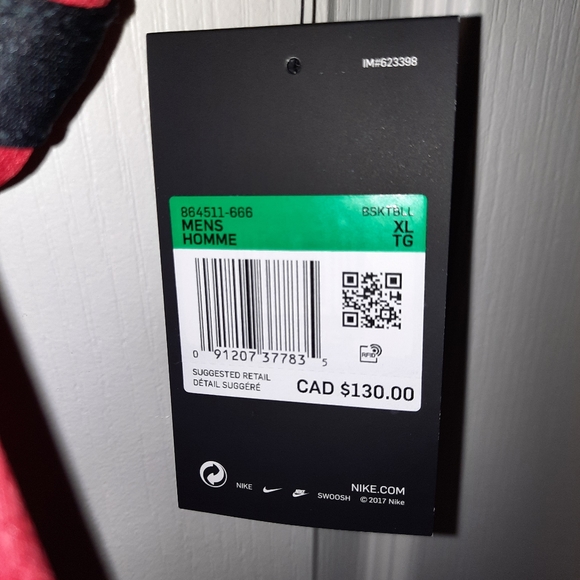 IM#623398
864511-666 BSKTBLL
MENS XL
HOMME TG
0 91207 37783 5
RFID
SUGGESTED RETAIL
DÉTAIL SUGGÉRÉ
CAD $130.00
NIKE SWOOSH
NIKE.COM
© 2017 Nike